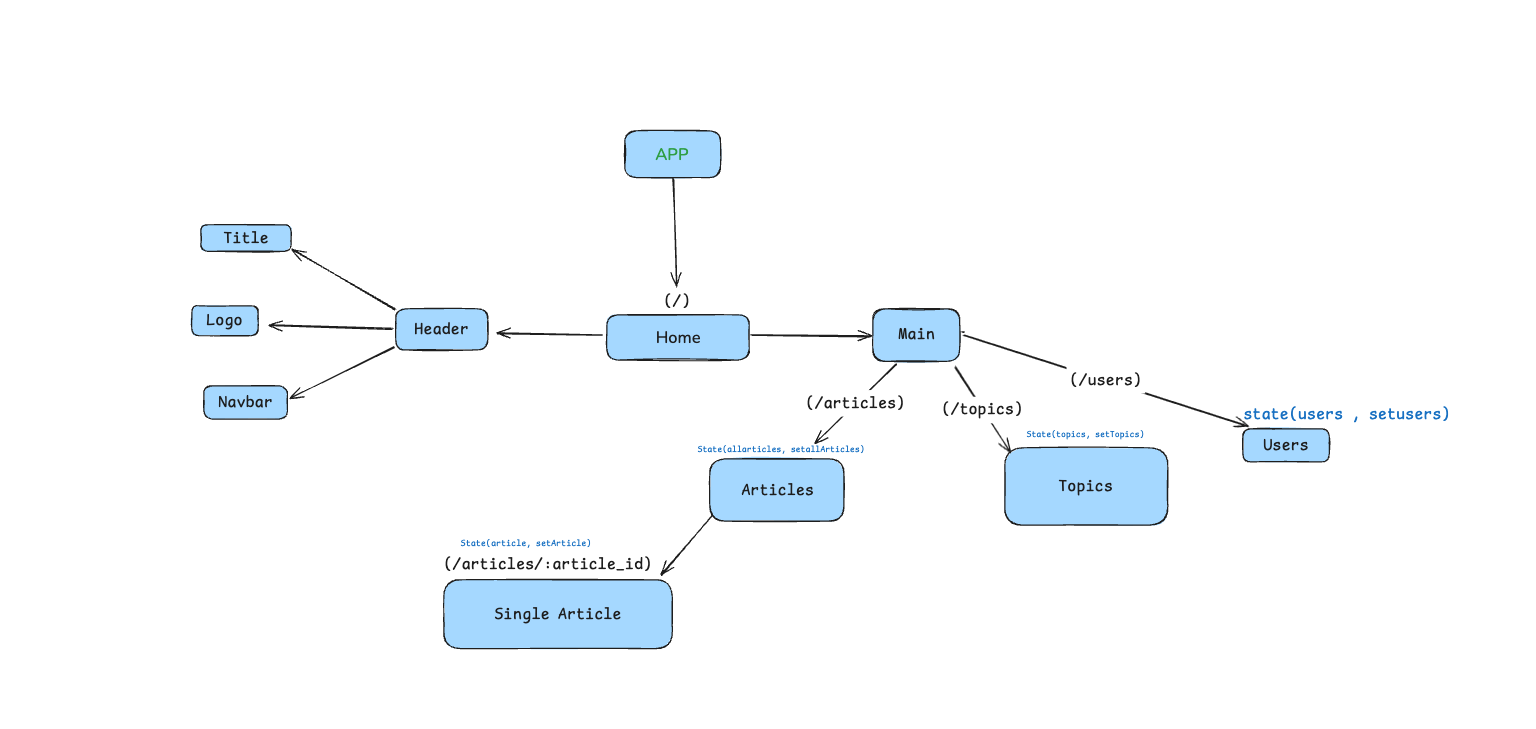 APP
Title
(/)
Logo
Header
Home
Main
Navbar
(/users)
(/articles)
(/topics)
state(users , setusers)
State(topics, setTopics)
State(allarticles, setallArticles)
Users
Articles
Topics
State(article, setArticle)
(/articles/:article_id)
Single Article